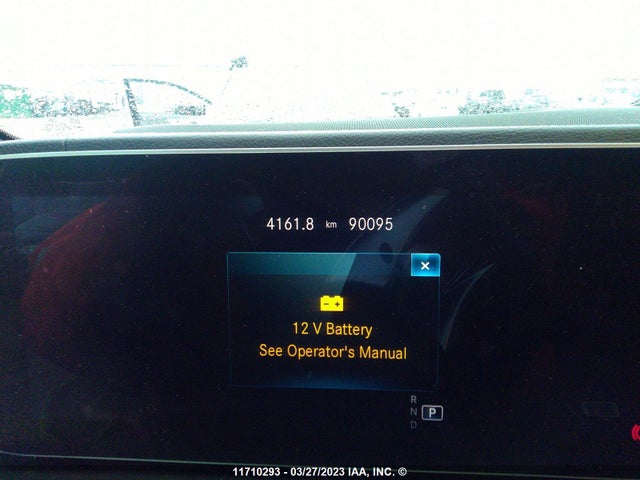 4161.8 km 90095
×
12 V Battery
See Operator's Manual
R
N P
D
11710293 - 03/27/2023 IAA, INC. ©